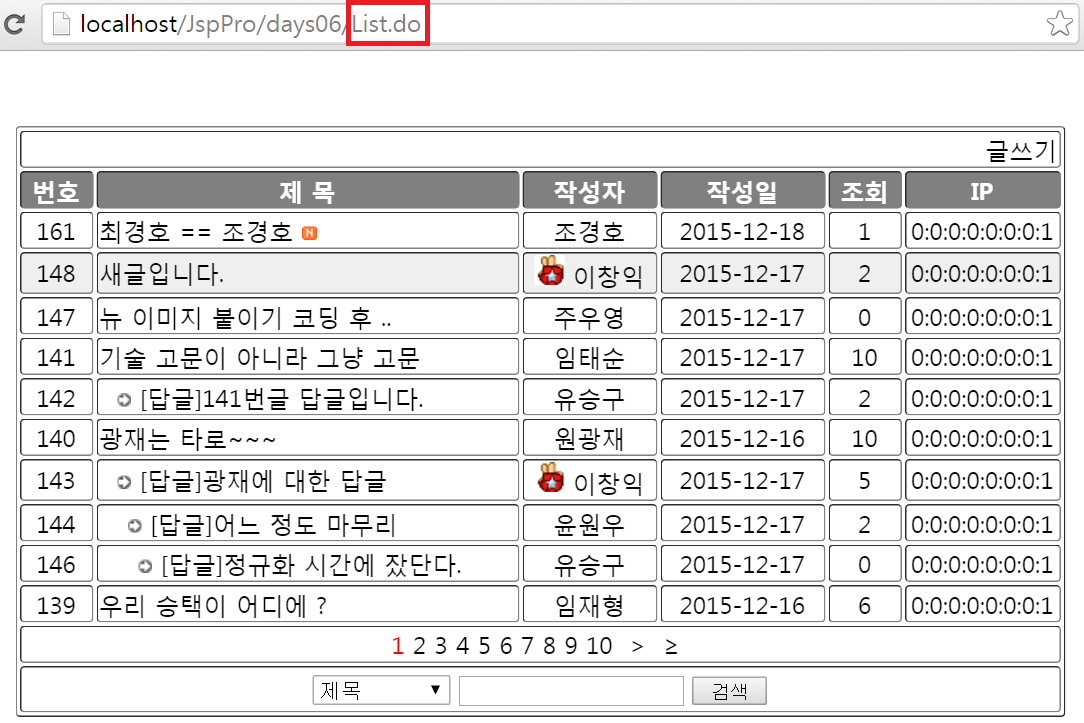 localhost/JspPro/days06/List.do
글쓰기
번호 제 목 작성자 작성일 조회 IP
161 최경호 == 조경호 N 조경호 2015-12-18 1 0:0:0:0:0:0:0:1
148 새글입니다. 이창익 2015-12-17 2 0:0:0:0:0:0:0:1
147 뉴 이미지 붙이기 코딩 후 .. 주우영 2015-12-17 0 0:0:0:0:0:0:0:1
141 기술 고문이 아니라 그냥 고문 임태순 2015-12-17 10 0:0:0:0:0:0:0:1
142 [답글]141번글 답글입니다. 유승구 2015-12-17 2 0:0:0:0:0:0:0:1
140 광재는 타로~~~ 원광재 2015-12-16 10 0:0:0:0:0:0:0:1
143 [답글]광재에 대한 답글 이창익 2015-12-17 5 0:0:0:0:0:0:0:1
144 [답글]어느 정도 마무리 윤원우 2015-12-17 2 0:0:0:0:0:0:0:1
146 [답글]정규화 시간에 잤단다. 유승구 2015-12-17 0 0:0:0:0:0:0:0:1
139 우리 승택이 어디에 ? 임재형 2015-12-16 6 0:0:0:0:0:0:0:1
1 2 3 4 5 6 7 8 9 10 > ≥
제목 ▼ 검색